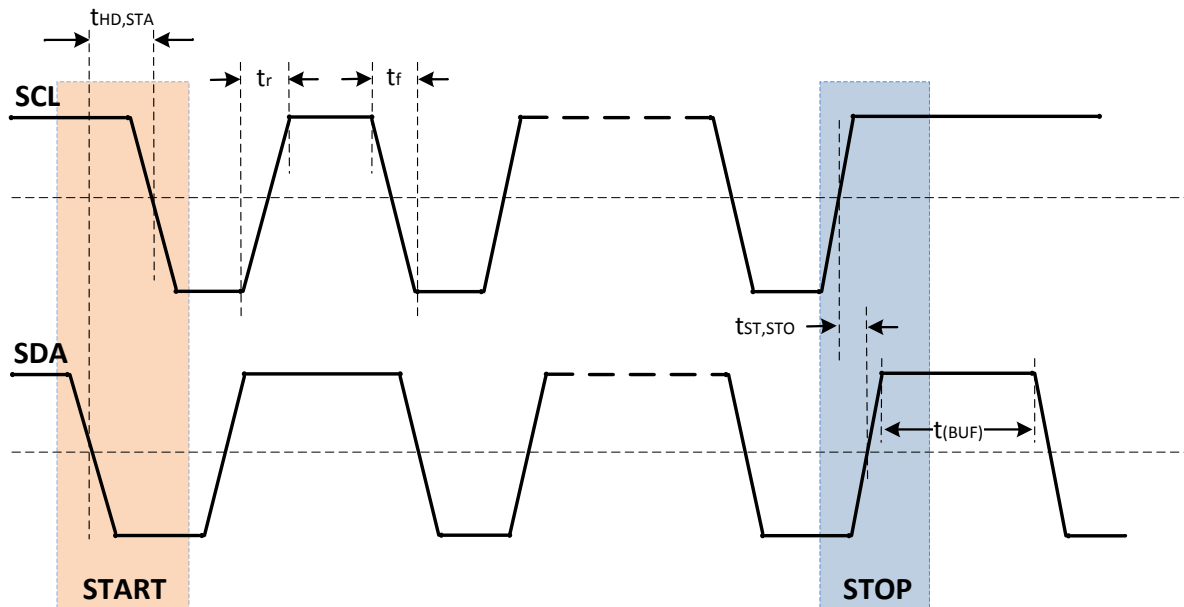 tHD,STA
tr
tf
SCL
tST,STO
SDA
t(BUF)
START
STOP